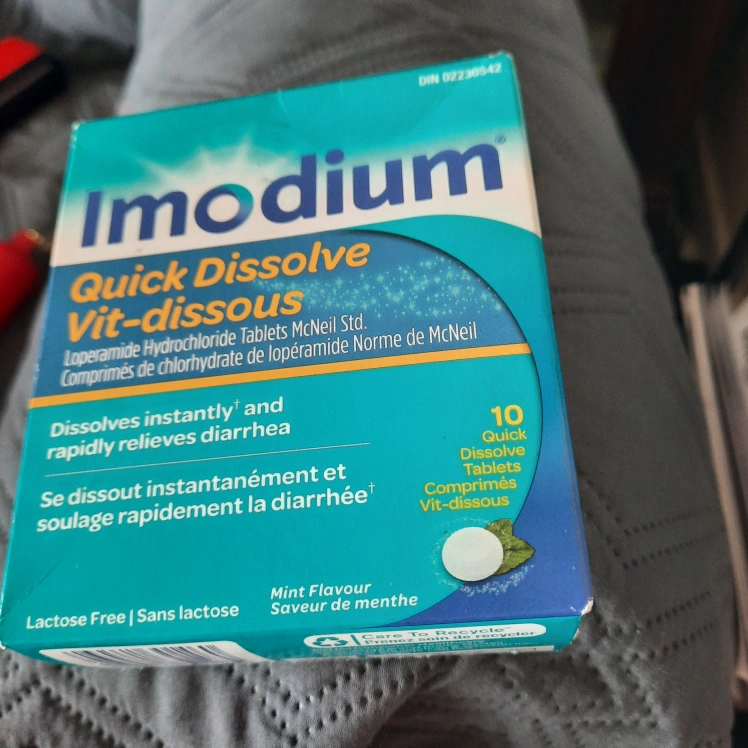 DIN 02230542
Imodium®
Quick Dissolve
Vit-dissous
Loperamide Hydrochloride Tablets McNeil Std.
Comprimés de chlorhydrate de lopéramide Norme de McNeil
Dissolves instantly† and
rapidly relieves diarrhea
Se dissout instantanément et
soulage rapidement la diarrhée†
10
Quick
Dissolve
Tablets
Comprimés
Vit-dissous
Mint Flavour
Saveur de menthe
Lactose Free | Sans lactose
Care To Recycle™
Prenez soin de recycler